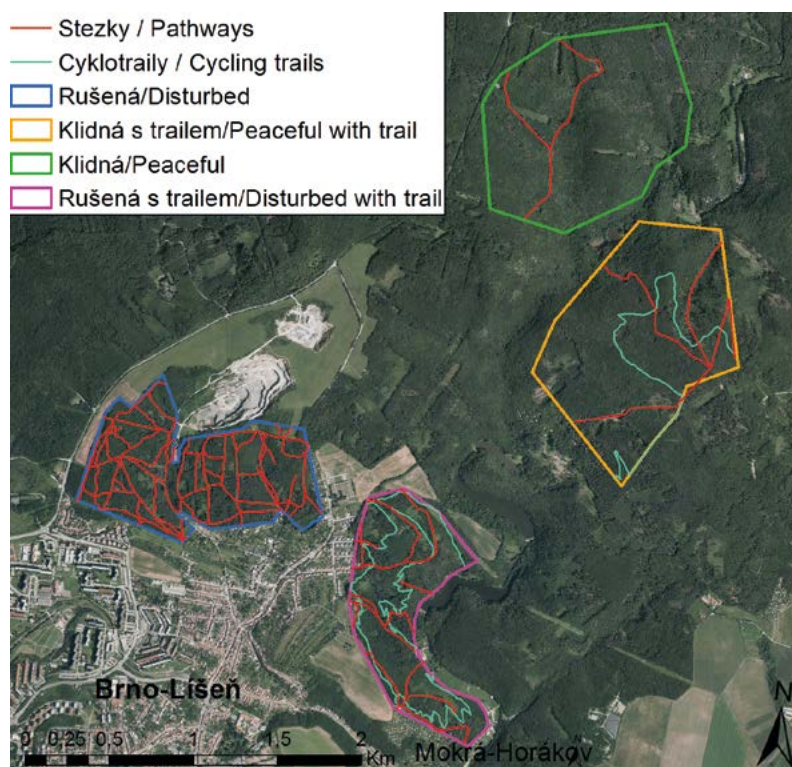 Stezky / Pathways
Cyklotraily / Cycling trails
Rušená/Disturbed
Klidná s trailem/Peaceful with trail
Klidná/Peaceful
Rušená s trailem/Disturbed with trail
Brno-Líšeň
N
0 0,25 0,5 1 1,5 2
Km
Mokrá-Horákov
N